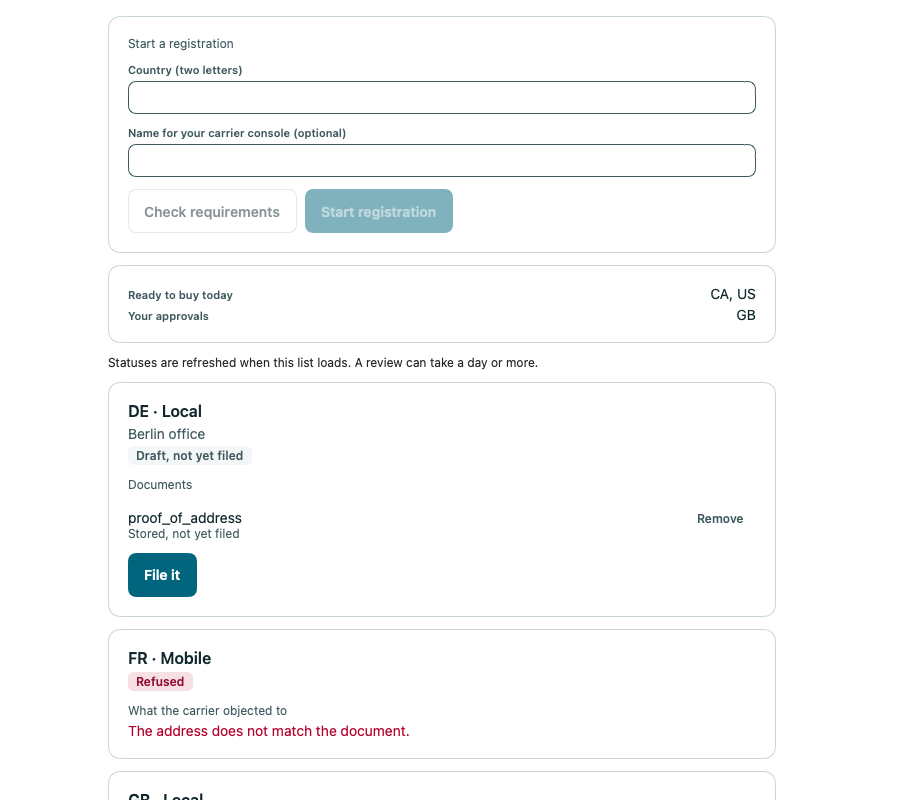 Start a registration
Country (two letters)
Name for your carrier console (optional)
Check requirements
Start registration
Ready to buy today
CA, US
Your approvals
GB
Statuses are refreshed when this list loads. A review can take a day or more.
DE · Local
Berlin office
Draft, not yet filed
Documents
proof_of_address
Remove
Stored, not yet filed
File it
FR · Mobile
Refused
What the carrier objected to
The address does not match the document.
GB · Local